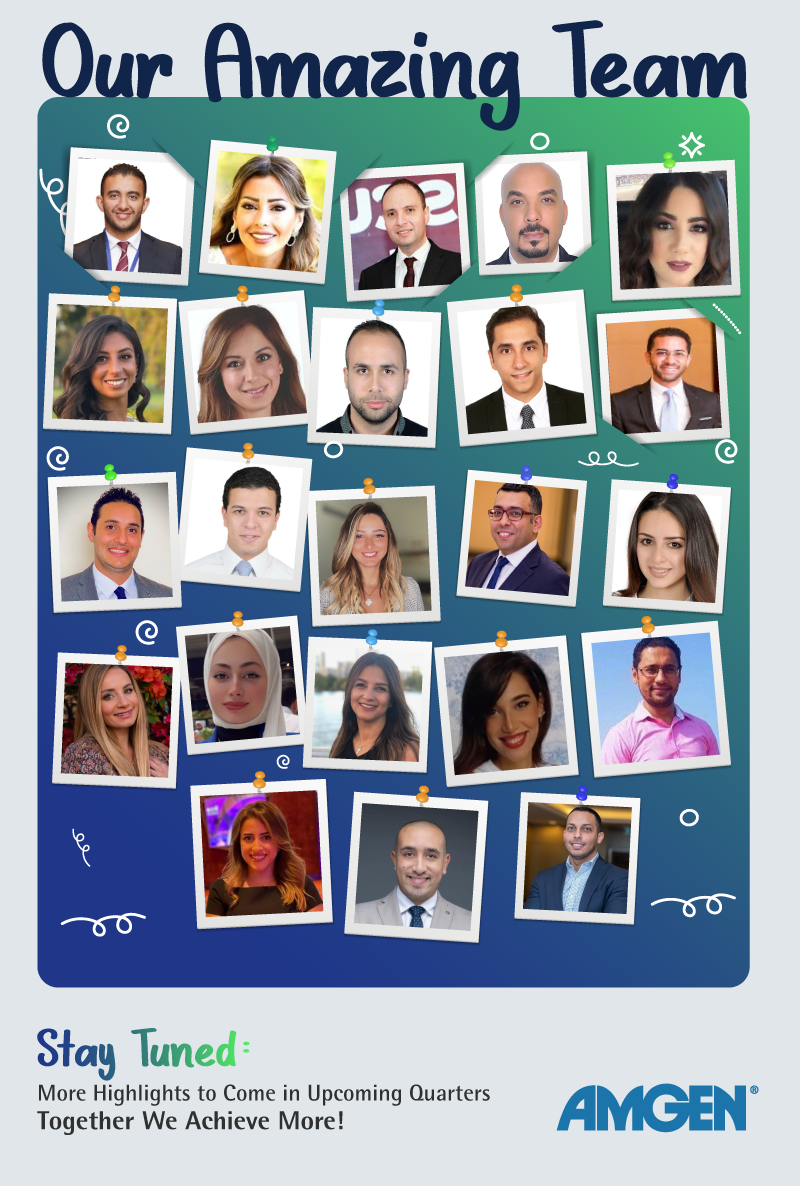 Our Amazing Team
Stay Tuned:
More Highlights to Come in Upcoming Quarters
Together We Achieve More!
AMGEN®